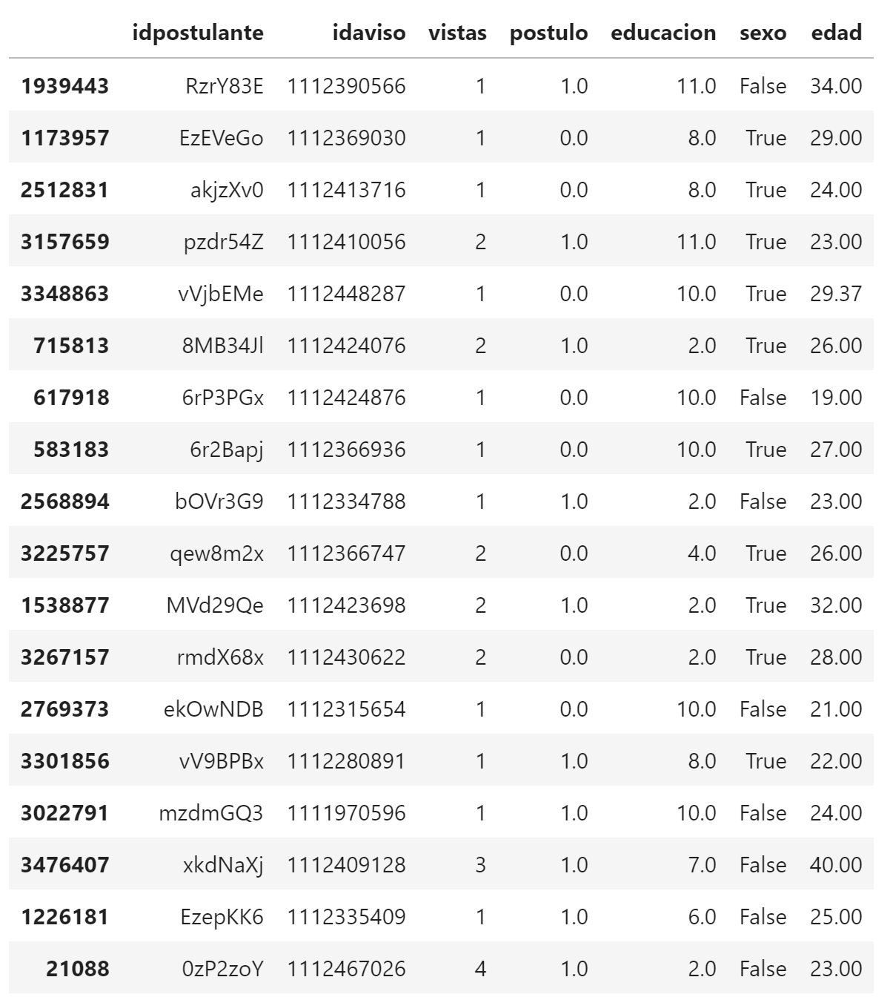 idpostulante idaviso vistas postulo educacion sexo edad
1939443 RzrY83E 1112390566 1 1.0 11.0 False 34.00
1173957 EzEVeGo 1112369030 1 0.0 8.0 True 29.00
2512831 akjzXv0 1112413716 1 0.0 8.0 True 24.00
3157659 pzdr54Z 1112410056 2 1.0 11.0 True 23.00
3348863 vVjbEMe 1112448287 1 0.0 10.0 True 29.37
715813 8MB34Jl 1112424076 2 1.0 2.0 True 26.00
617918 6rP3PGx 1112424876 1 0.0 10.0 False 19.00
583183 6r2Bapj 1112366936 1 0.0 10.0 True 27.00
2568894 bOVr3G9 1112334788 1 1.0 2.0 False 23.00
3225757 qew8m2x 1112366747 2 0.0 4.0 True 26.00
1538877 MVd29Qe 1112423698 2 1.0 2.0 True 32.00
3267157 rmdX68x 1112430622 2 0.0 2.0 True 28.00
2769373 ekOwNDB 1112315654 1 0.0 10.0 False 21.00
3301856 vV9BPBx 1112280891 1 1.0 8.0 True 22.00
3022791 mzdmGQ3 1111970596 1 1.0 10.0 False 24.00
3476407 xkdNaXj 1112409128 3 1.0 7.0 False 40.00
1226181 EzepKK6 1112335409 1 1.0 6.0 False 25.00
21088 0zP2zoY 1112467026 4 1.0 2.0 False 23.00